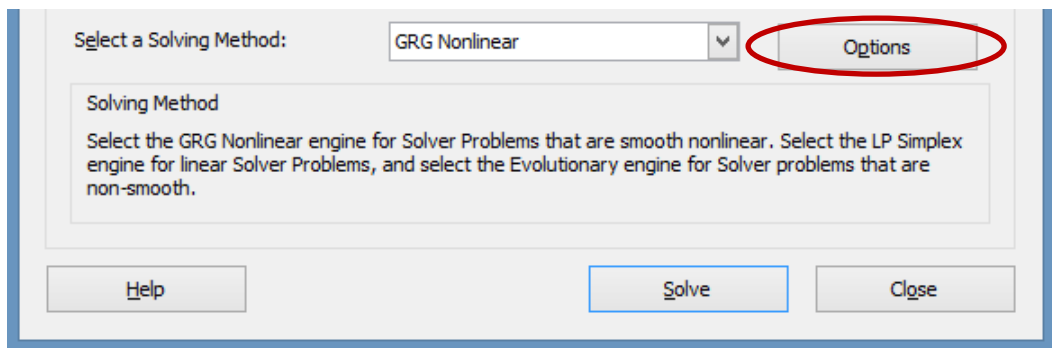 Select a Solving Method:
GRG Nonlinear
Options
Solving Method
Select the GRG Nonlinear engine for Solver Problems that are smooth nonlinear. Select the LP Simplex
engine for linear Solver Problems, and select the Evolutionary engine for Solver problems that are
non-smooth.
Help
Solve
Close